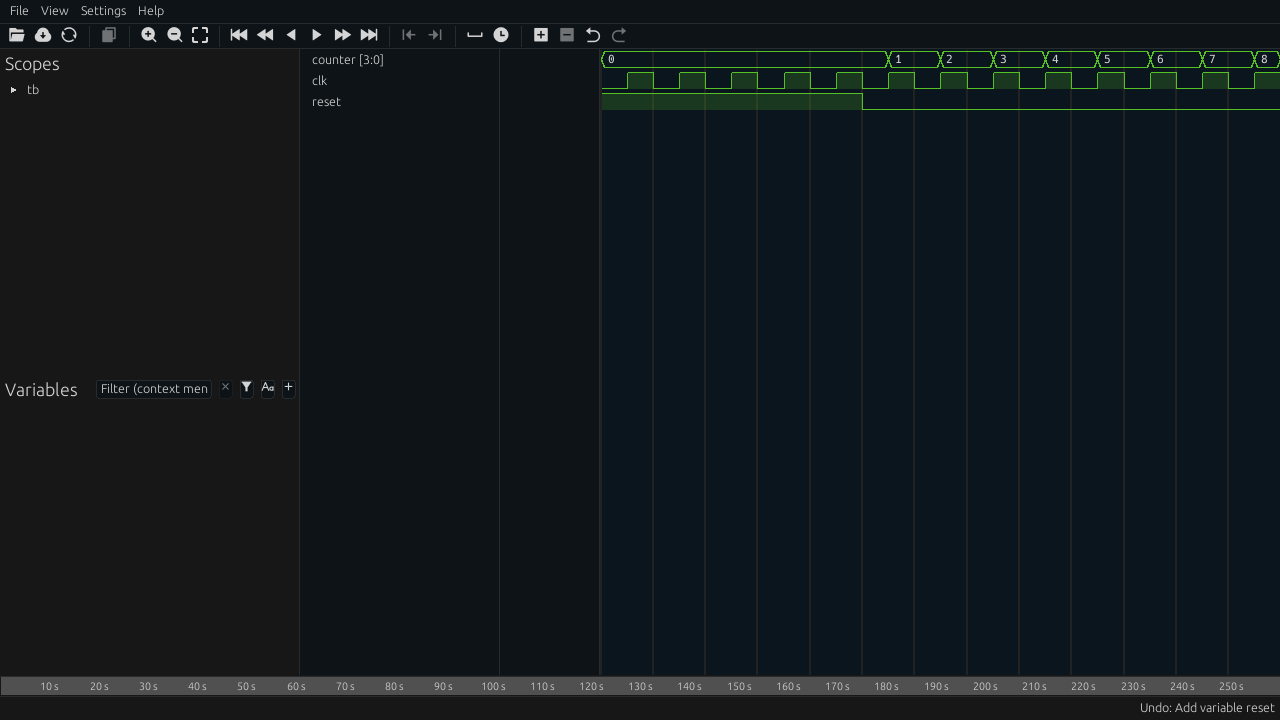 File View Settings Help
Scopes
tb
counter [3:0]
clk
reset
0 1 2 3 4 5 6 7 8
Variables Filter (context men × Aa +
10 s 20 s 30 s 40 s 50 s 60 s 70 s 80 s 90 s 100 s 110 s 120 s 130 s 140 s 150 s 160 s 170 s 180 s 190 s 200 s 210 s 220 s 230 s 240 s 250 s
Undo: Add variable reset